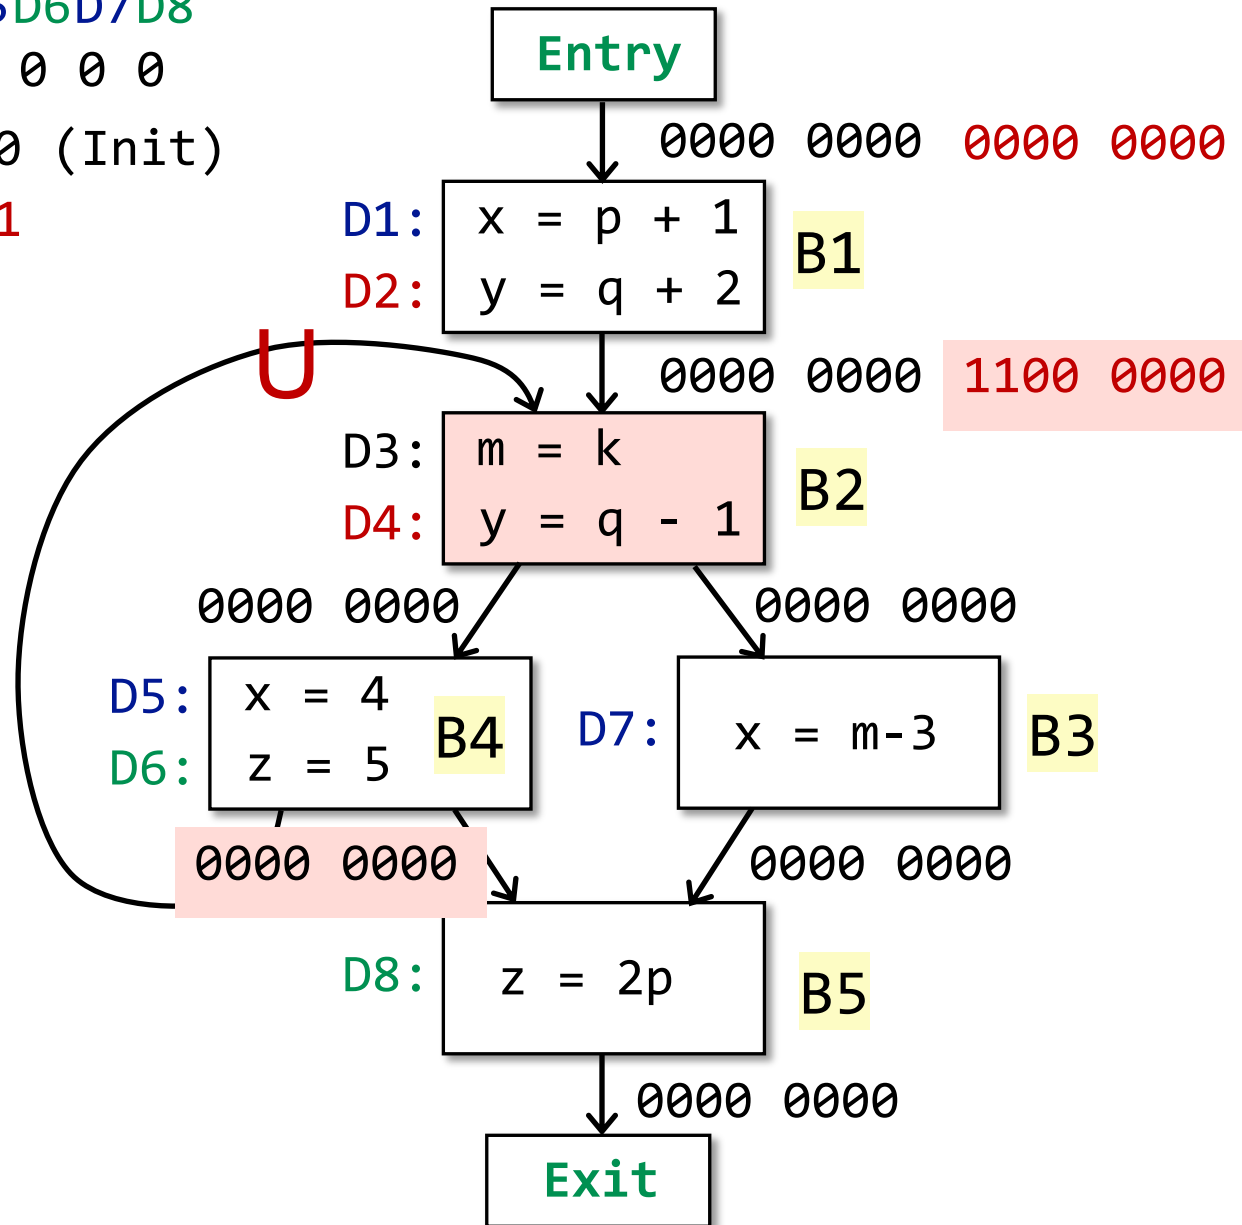 D6D7D8
0 0 0
0 (Init)
1
Entry
0000 0000 0000 0000
D1: x = p + 1
D2: y = q + 2
B1
U
0000 0000 1100 0000
D3: m = k
D4: y = q - 1
B2
0000 0000
0000 0000
D5: x = 4
D6: z = 5
B4
D7: x = m-3
B3
0000 0000
0000 0000
D8: z = 2p
B5
0000 0000
Exit